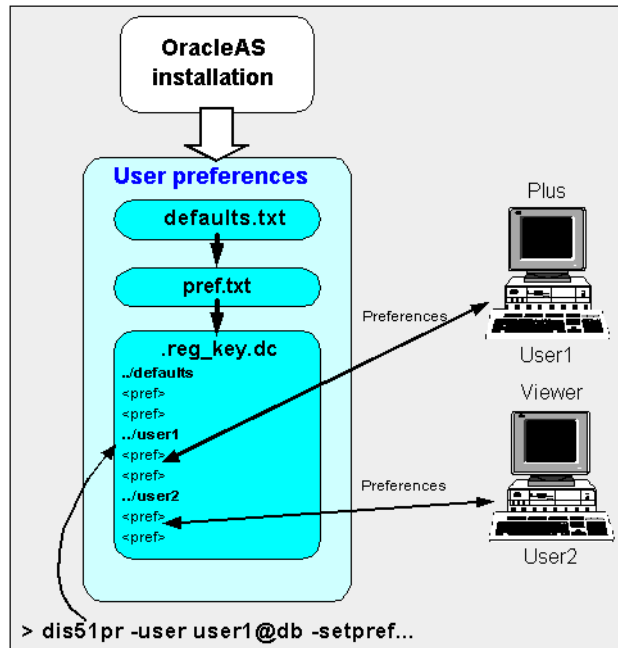 OracleAS
installation
User preferences
defaults.txt
pref.txt
.reg_key.dc
../defaults
<pref>
<pref>
../user1
<pref>
<pref>
../user2
<pref>
<pref>
Plus
Preferences
User1
Viewer
Preferences
User2
> dis51pr -user user1@db -setpref...